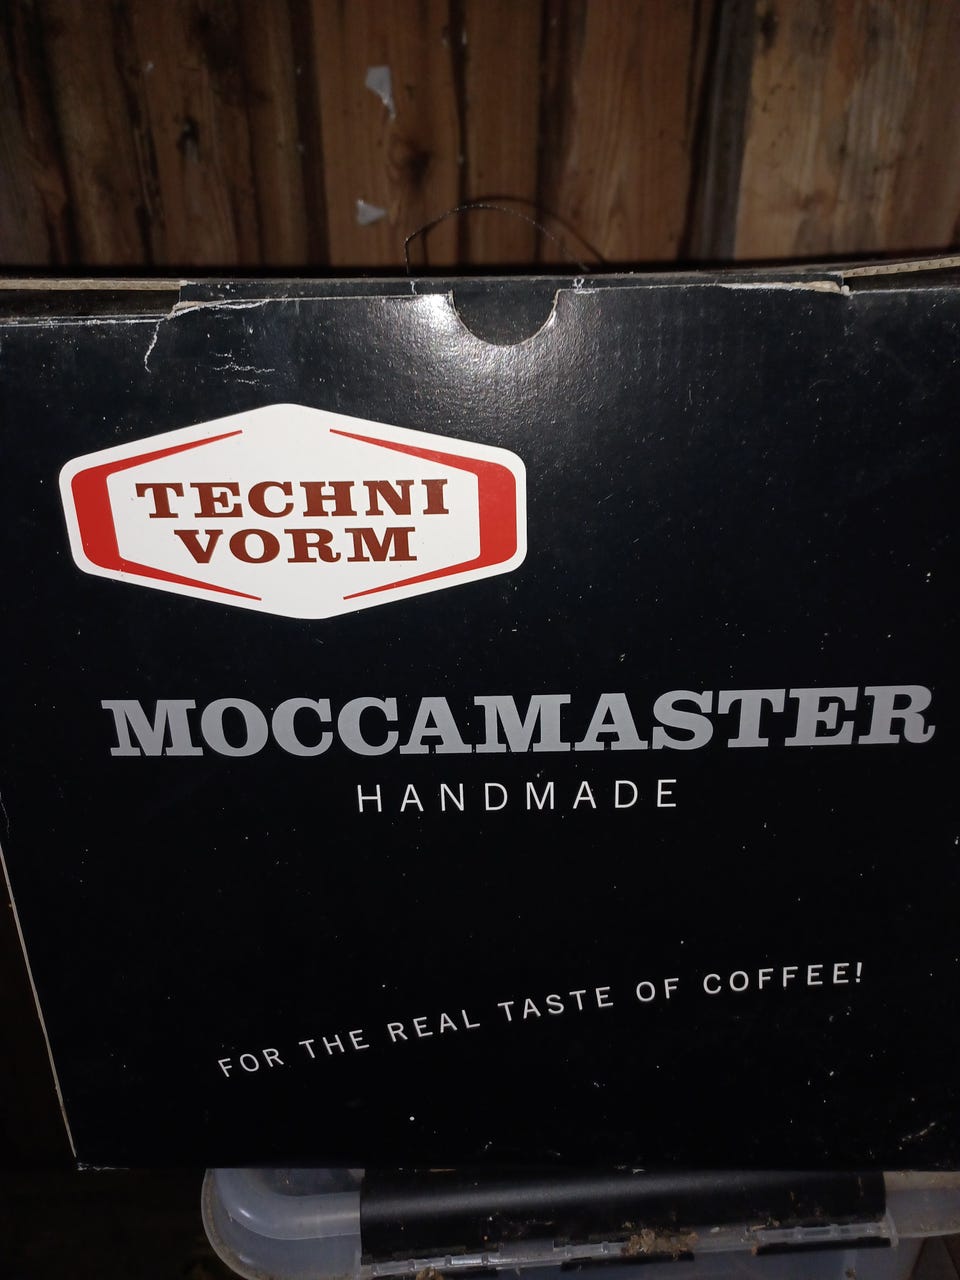 TECHNI
VORM
MOCCAMASTER
HANDMADE
FOR THE REAL TASTE OF COFFEE!